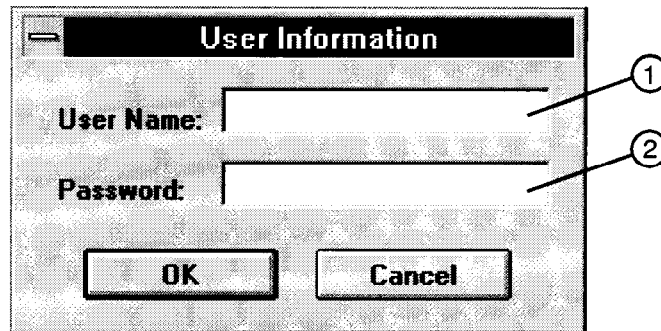 User Information
User Name:
1
Password:
2
OK Cancel